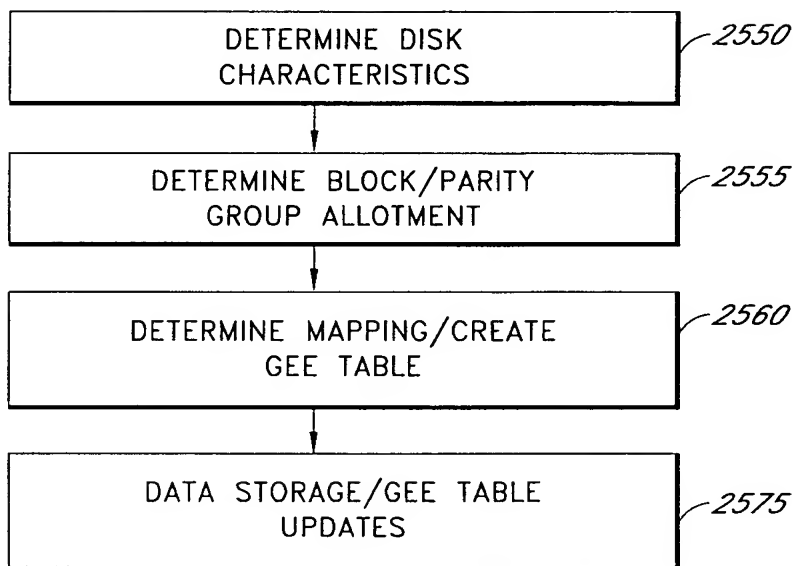 DETERMINE DISK
CHARACTERISTICS
2550
DETERMINE BLOCK/PARITY
GROUP ALLOTMENT
2555
DETERMINE MAPPING/CREATE
GEE TABLE
2560
DATA STORAGE/GEE TABLE
UPDATES
2575